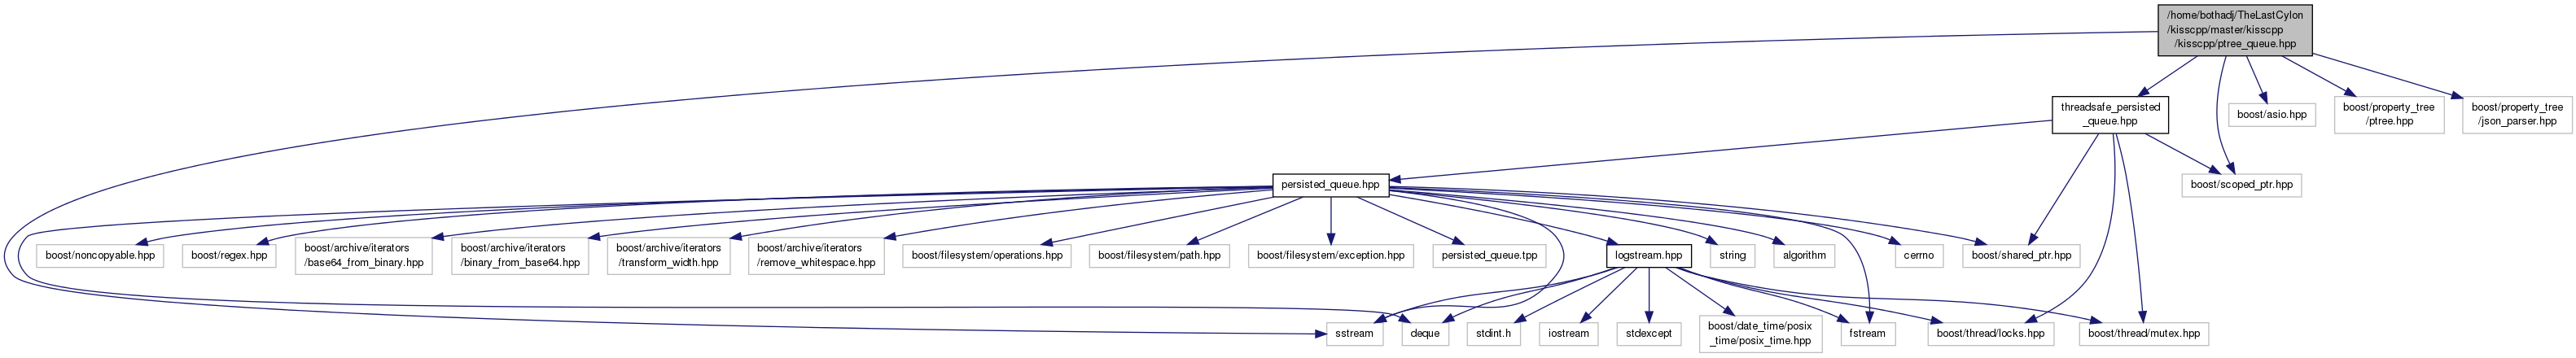 /home/bothadj/TheLastCylon
/kisscpp/master/kisscpp
/kisscpp/ptree_queue.hpp
threadsafe_persisted
_queue.hpp
boost/asio.hpp
boost/property_tree
/ptree.hpp
boost/property_tree
/json_parser.hpp
persisted_queue.hpp
boost/scoped_ptr.hpp
boost/noncopyable.hpp
boost/regex.hpp
boost/archive/iterators
/base64_from_binary.hpp
boost/archive/iterators
/binary_from_base64.hpp
boost/archive/iterators
/transform_width.hpp
boost/archive/iterators
/remove_whitespace.hpp
boost/filesystem/operations.hpp
boost/filesystem/path.hpp
boost/filesystem/exception.hpp
persisted_queue.tpp
logstream.hpp
string
algorithm
cerrno
boost/shared_ptr.hpp
sstream
deque
stdint.h
iostream
stdexcept
boost/date_time/posix
_time/posix_time.hpp
fstream
boost/thread/locks.hpp
boost/thread/mutex.hpp